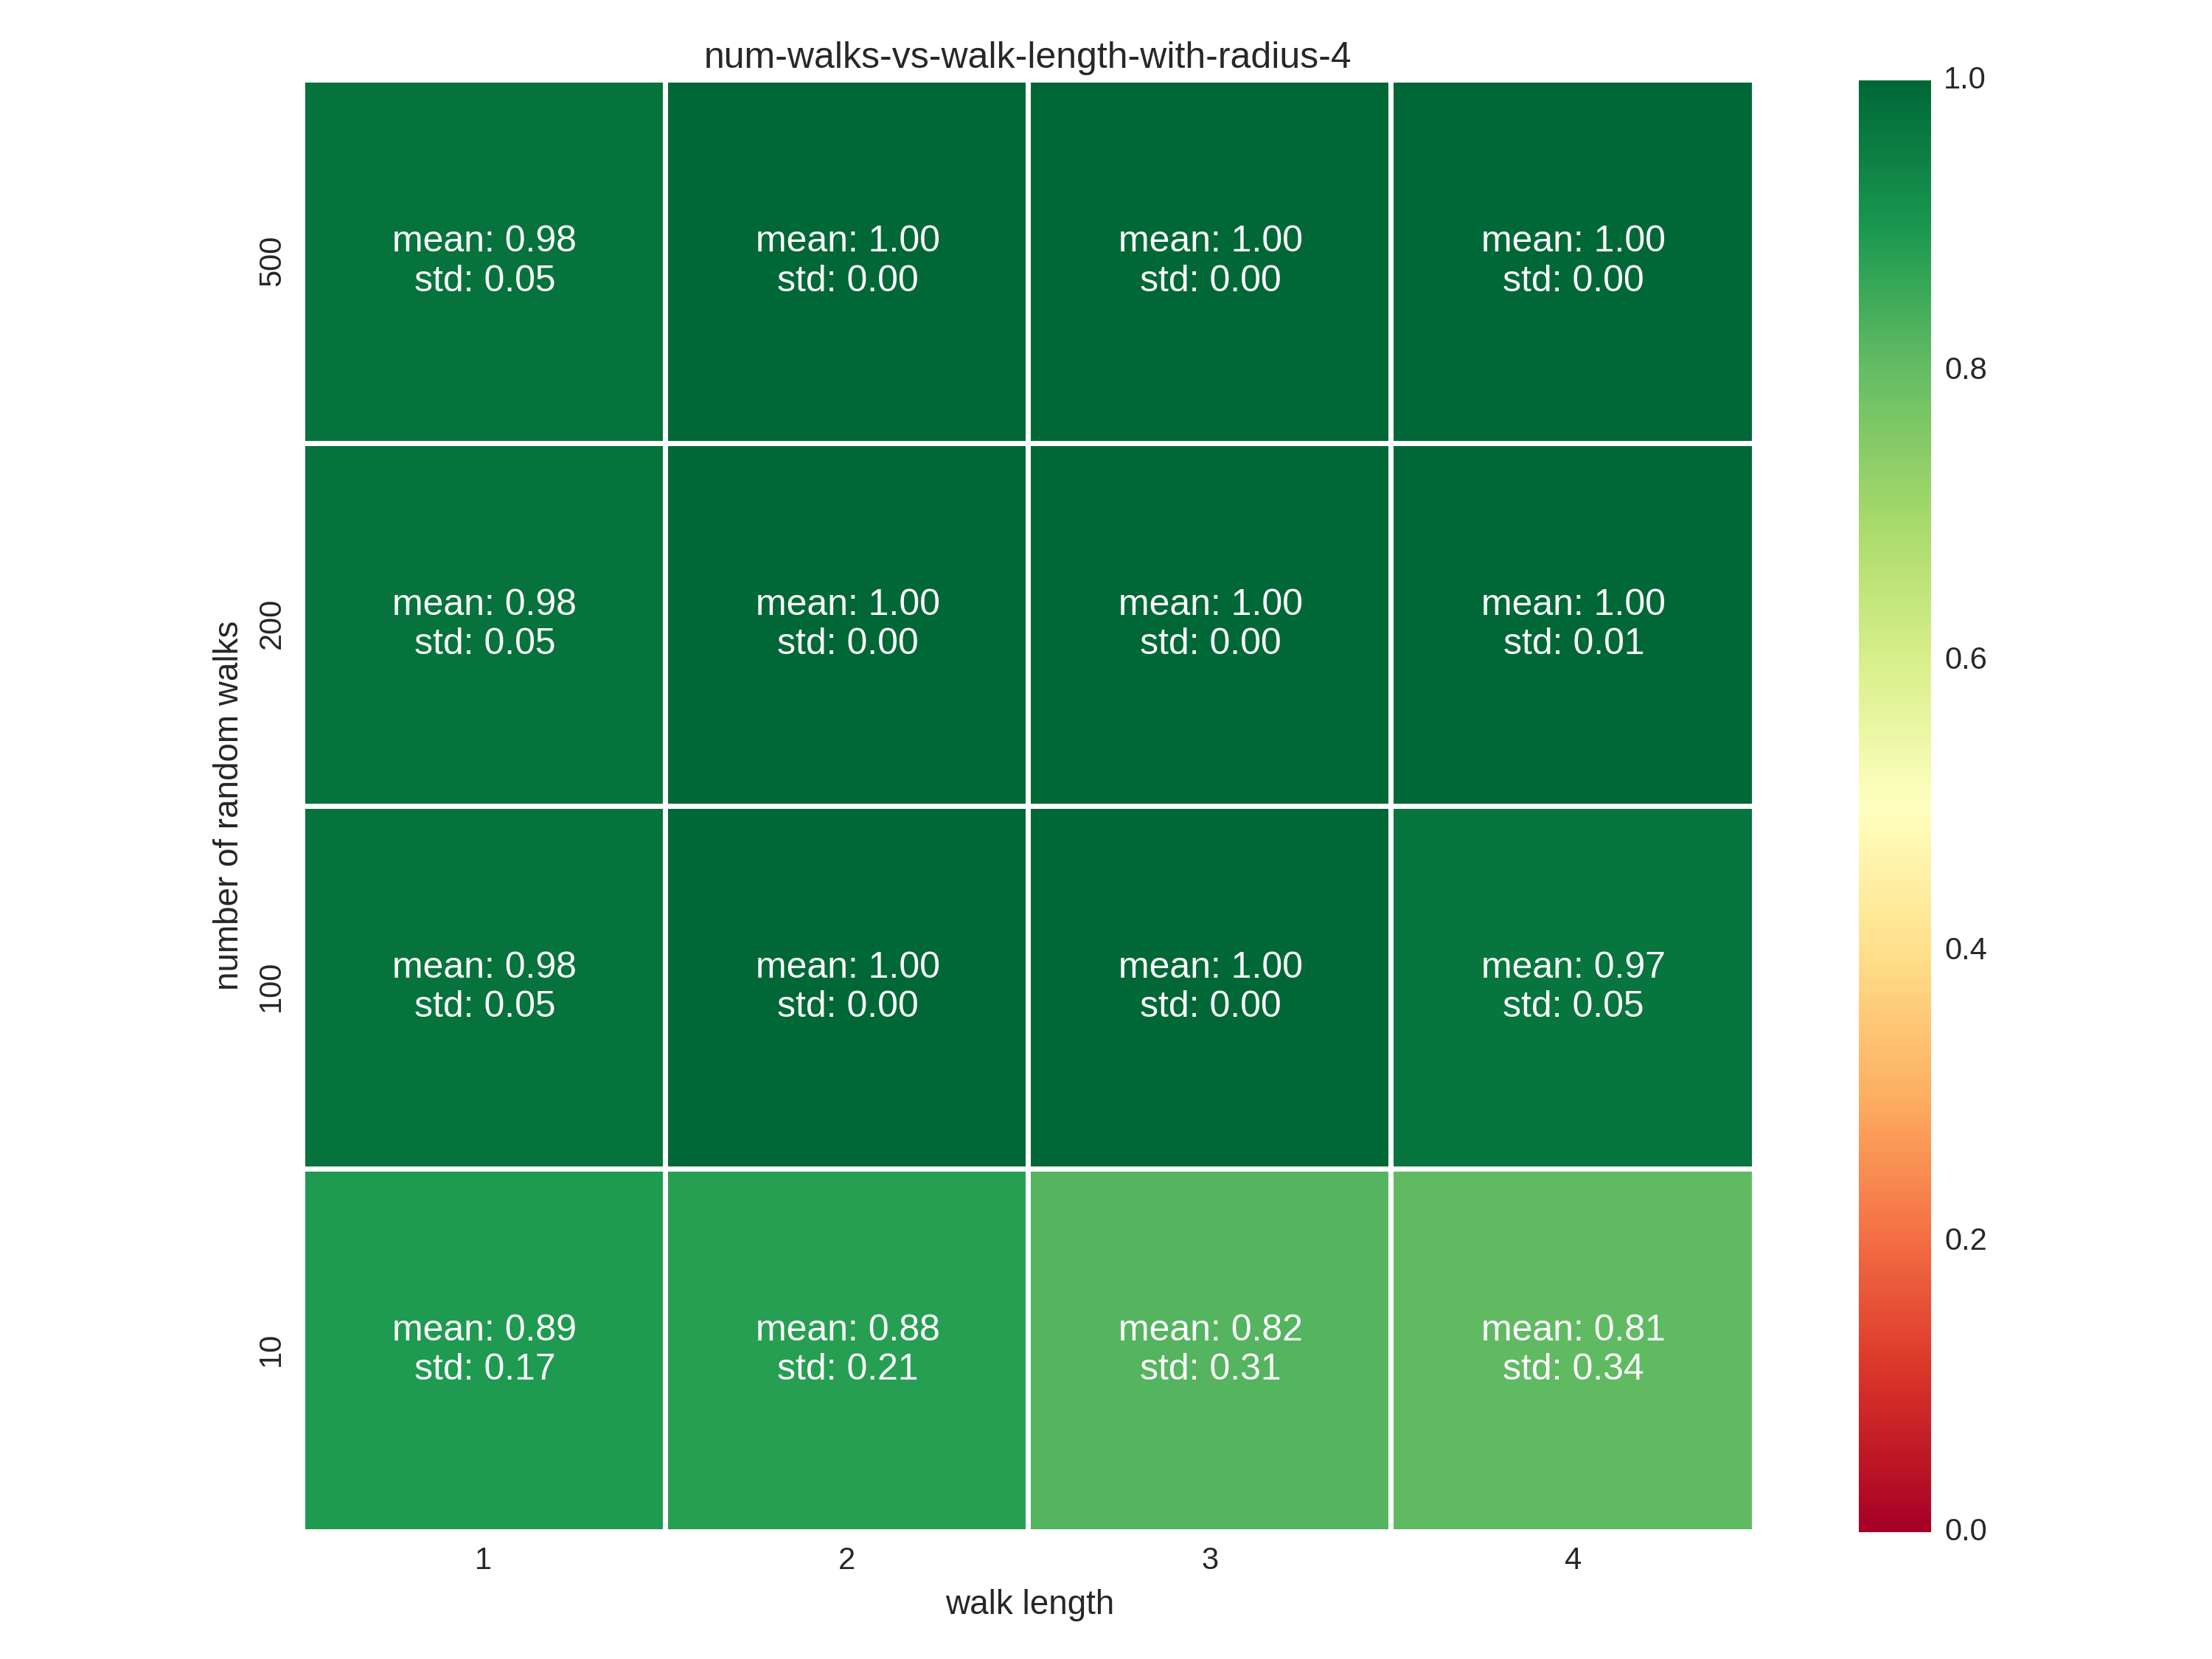 num-walks-vs-walk-length-with-radius-4
1.0
mean: 0.98
std: 0.05
mean: 1.00
std: 0.00
mean: 1.00
std: 0.00
mean: 1.00
std: 0.00
500
0.8
mean: 0.98
std: 0.05
mean: 1.00
std: 0.00
mean: 1.00
std: 0.00
mean: 1.00
std: 0.01
200
0.6
number of random walks
mean: 0.98
std: 0.05
mean: 1.00
std: 0.00
mean: 1.00
std: 0.00
mean: 0.97
std: 0.05
100
0.4
0.2
mean: 0.89
std: 0.17
mean: 0.88
std: 0.21
mean: 0.82
std: 0.31
mean: 0.81
std: 0.34
10
0.0
1
2
3
4
walk length